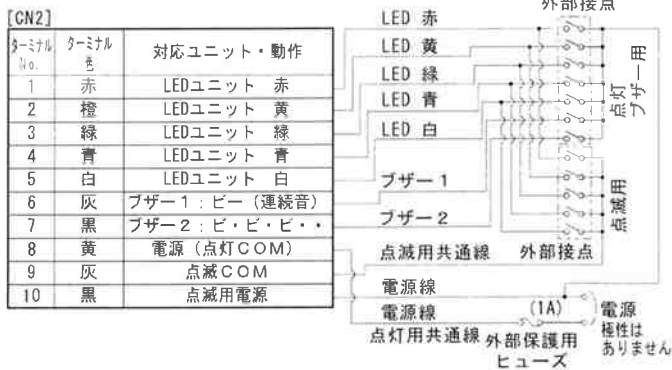 [CN2]
ターミナル No. ターミナル 色 対応ユニット・動作
1 赤 LEDユニット 赤
2 橙 LEDユニット 黄
3 緑 LEDユニット 緑
4 青 LEDユニット 青
5 白 LEDユニット 白
6 灰 ブザー1：ビー（連続音）
7 黒 ブザー2：ビ・ビ・ビ・・
8 黄 電源（点灯COM）
9 灰 点滅COM
10 黒 点滅用電源
外部接点
LED 赤
LED 黄
LED 緑
LED 青
LED 白
ブザー1
ブザー2
点灯
ブザー用
点滅用
点滅用共通線 外部接点
電源線
電源線 (1A) 電源
点灯用共通線 外部保護用
ヒューズ
極性は
ありません